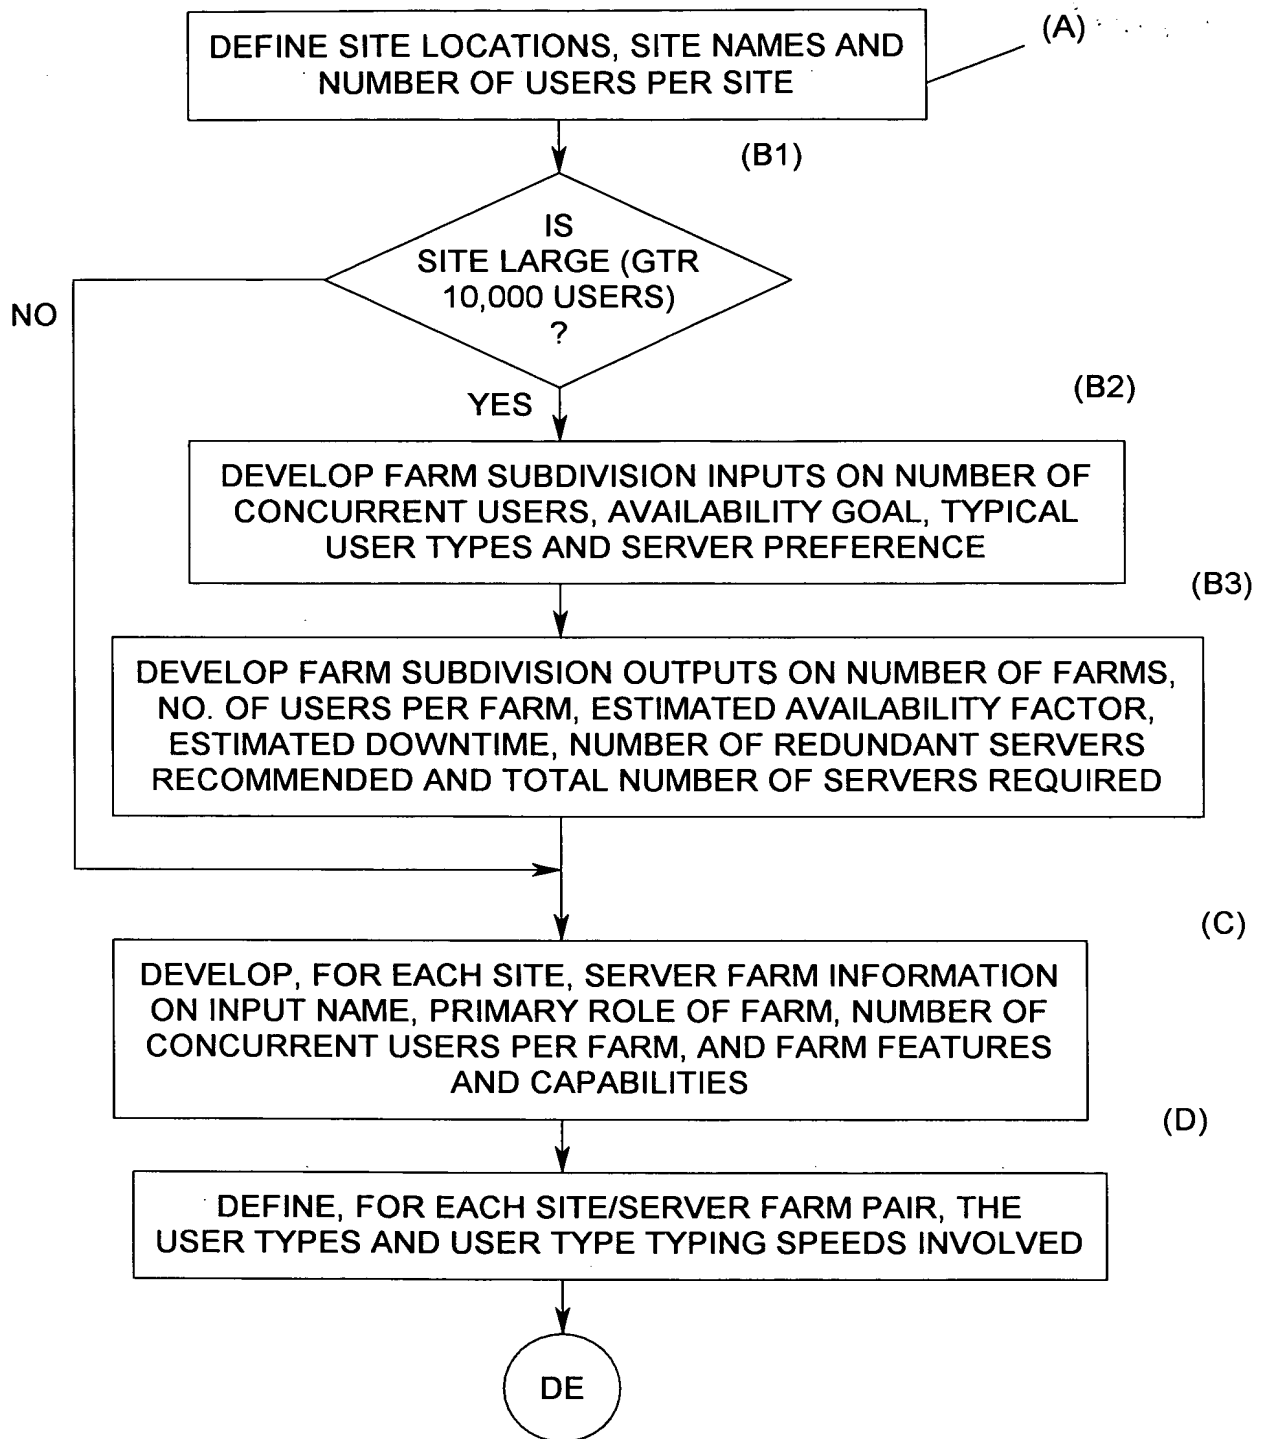 (A)
DEFINE SITE LOCATIONS, SITE NAMES AND
NUMBER OF USERS PER SITE
(B1)
IS
SITE LARGE (GTR
10,000 USERS)
?
NO
YES
(B2)
DEVELOP FARM SUBDIVISION INPUTS ON NUMBER OF
CONCURRENT USERS, AVAILABILITY GOAL, TYPICAL
USER TYPES AND SERVER PREFERENCE
(B3)
DEVELOP FARM SUBDIVISION OUTPUTS ON NUMBER OF FARMS,
NO. OF USERS PER FARM, ESTIMATED AVAILABILITY FACTOR,
ESTIMATED DOWNTIME, NUMBER OF REDUNDANT SERVERS
RECOMMENDED AND TOTAL NUMBER OF SERVERS REQUIRED
(C)
DEVELOP, FOR EACH SITE, SERVER FARM INFORMATION
ON INPUT NAME, PRIMARY ROLE OF FARM, NUMBER OF
CONCURRENT USERS PER FARM, AND FARM FEATURES
AND CAPABILITIES
(D)
DEFINE, FOR EACH SITE/SERVER FARM PAIR, THE
USER TYPES AND USER TYPE TYPING SPEEDS INVOLVED
DE